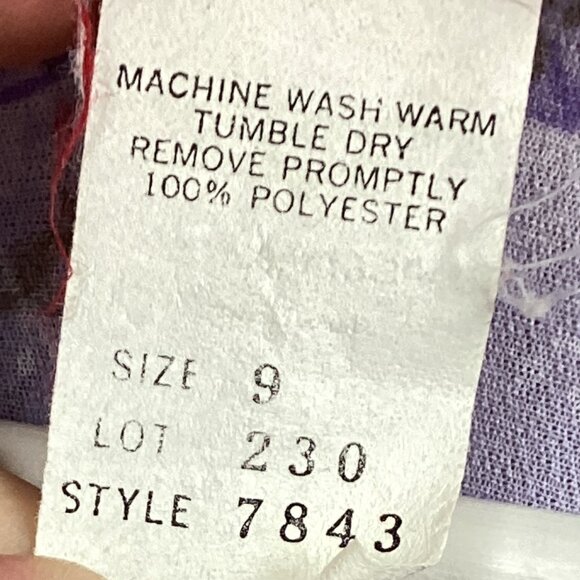 MACHINE WASH WARM
TUMBLE DRY
REMOVE PROMPTLY
100% POLYESTER
SIZE 9
LOT 230
STYLE 7843